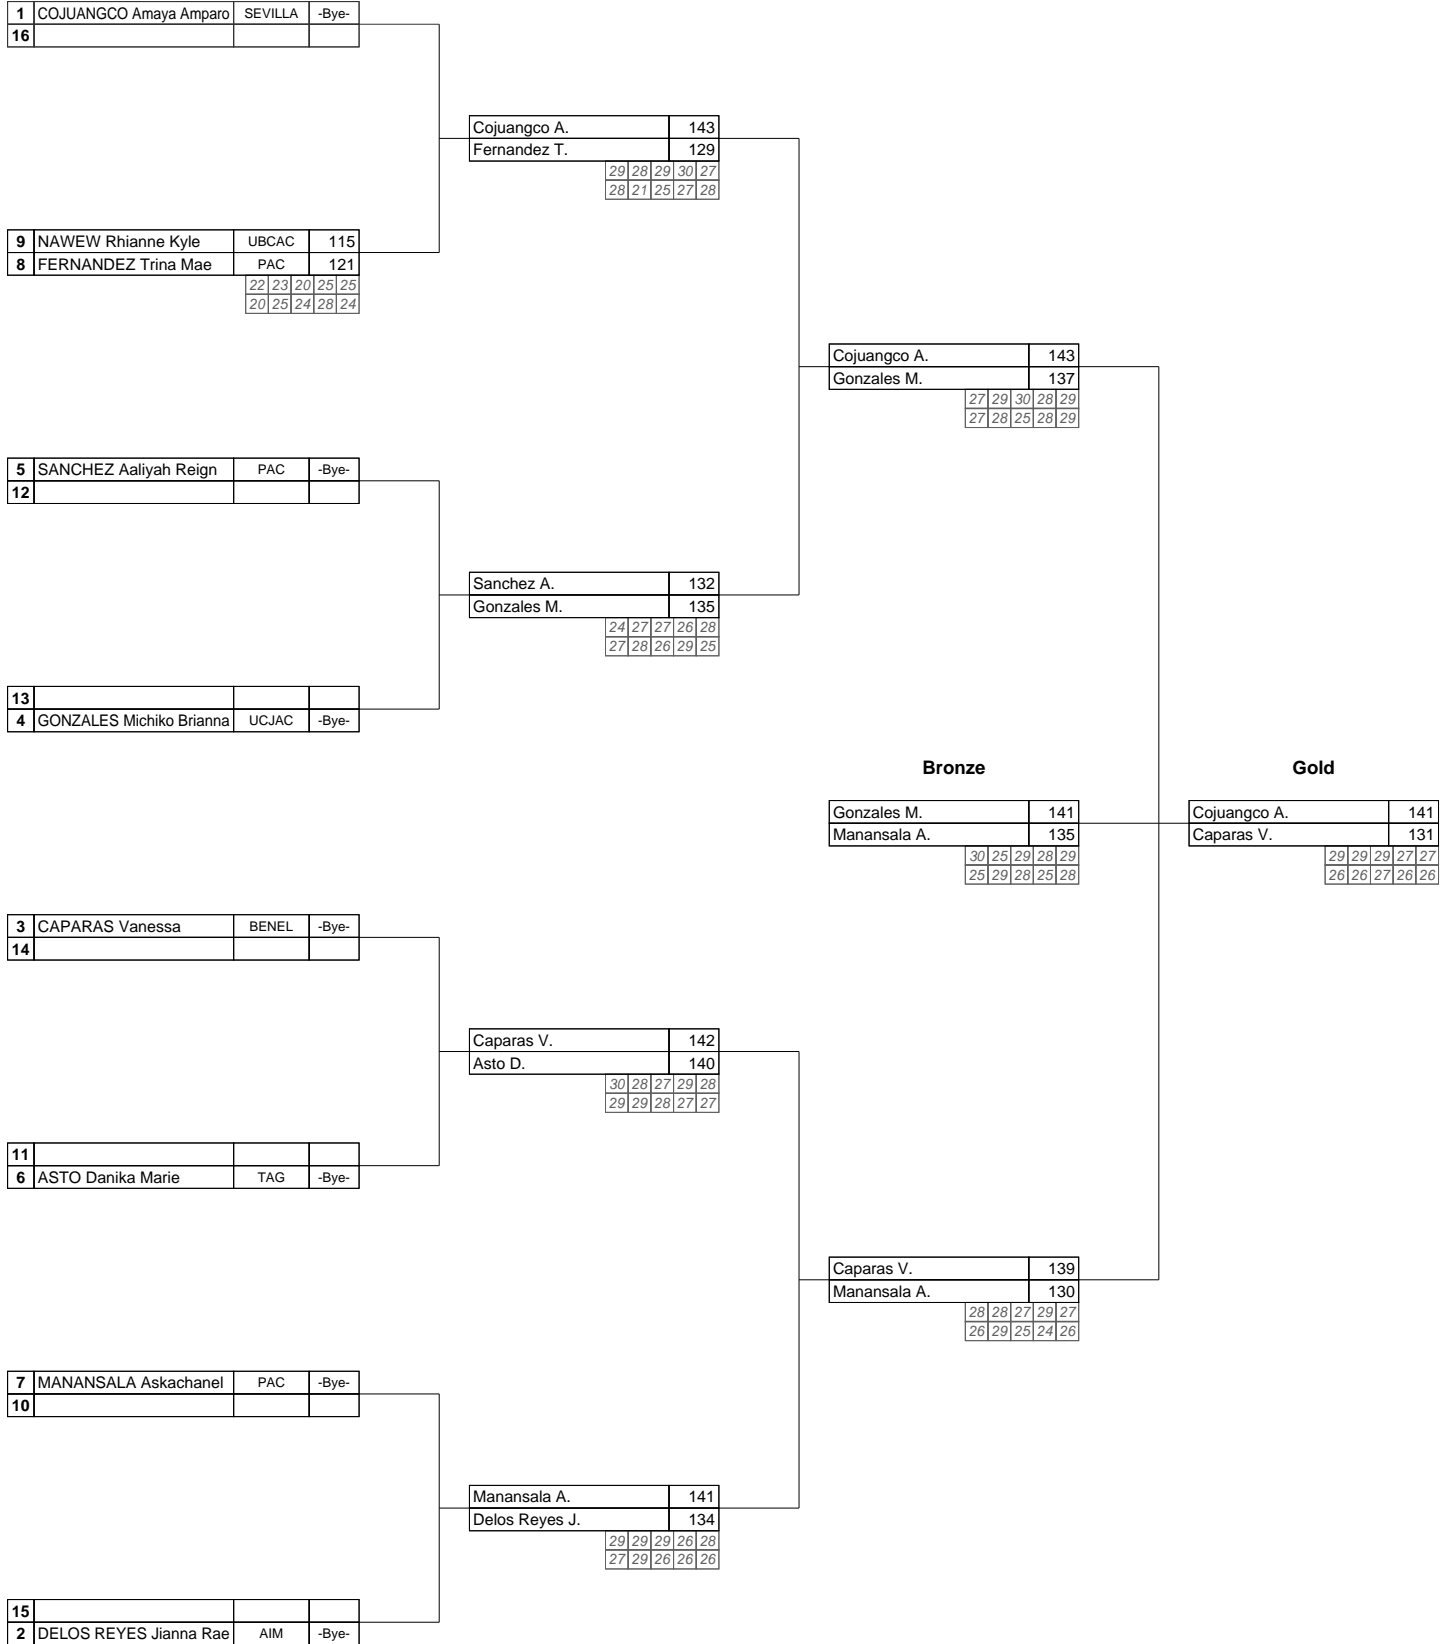 1 COJUANGCO Amaya Amparo SEVILLA -Bye-
16
Cojuangco A. 143
Fernandez T. 129
29 28 29 30 27
28 21 25 27 28
9 NAWEW Rhianne Kyle UBCAC 115
8 FERNANDEZ Trina Mae PAC 121
22 23 20 25 25
20 25 24 28 24
Cojuangco A. 143
Gonzales M. 137
27 29 30 28 29
27 28 25 28 29
5 SANCHEZ Aaliyah Reign PAC -Bye-
12
Sanchez A. 132
Gonzales M. 135
24 27 27 26 28
27 28 26 29 25
13
4 GONZALES Michiko Brianna UCJAC -Bye-
Bronze Gold
Gonzales M. 141 Cojuangco A. 141
Manansala A. 135 Caparas V. 131
30 25 29 28 29 29 29 29 27 27
25 29 28 25 28 26 26 27 26 26
3 CAPARAS Vanessa BENEL -Bye-
14
Caparas V. 142
Asto D. 140
30 28 27 29 28
29 29 28 27 27
11
6 ASTO Danika Marie TAG -Bye-
Caparas V. 139
Manansala A. 130
28 28 27 29 27
26 29 25 24 26
7 MANANSALA Askachanel PAC -Bye-
10
Manansala A. 141
Delos Reyes J. 134
29 29 29 26 28
27 29 26 26 26
15
2 DELOS REYES Jianna Rae AIM -Bye-